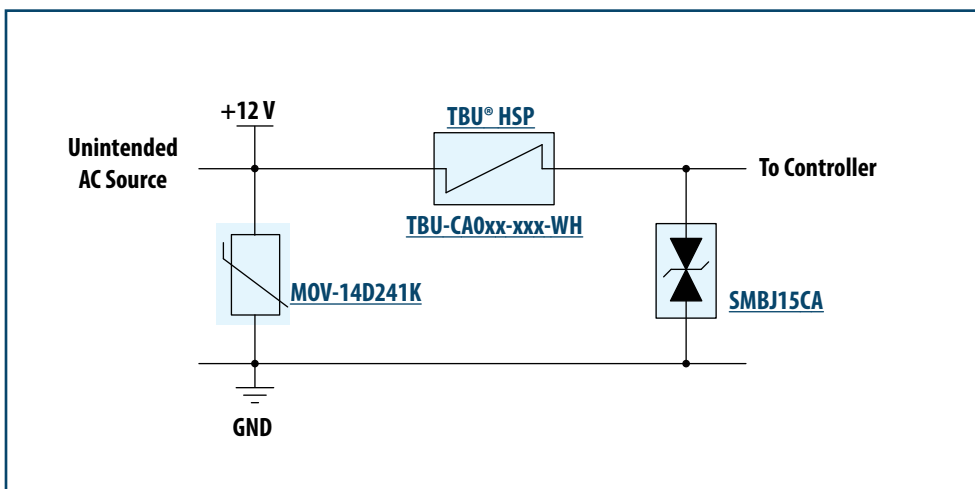 +12 V
TBU® HSP
Unintended
AC Source
To Controller
TBU-CA0xx-xxx-WH
MOV-14D241K
SMBJ15CA
GND